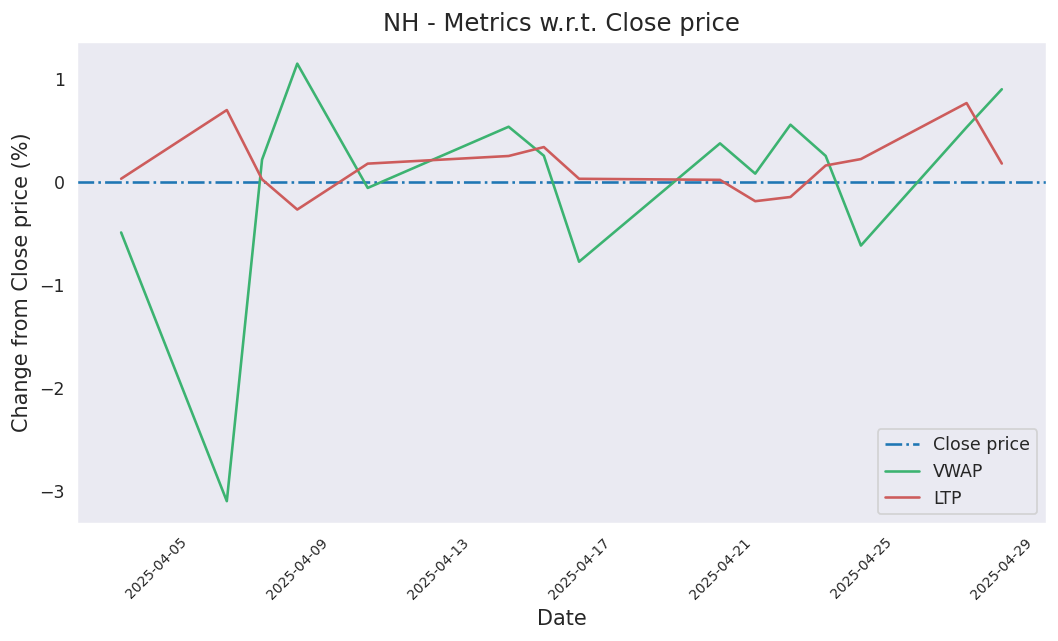 NH - Metrics w.r.t. Close price
Change from Close price (%)
1
0
−1
−2
−3
Close price
VWAP
LTP
2025-04-05
2025-04-09
2025-04-13
2025-04-17
2025-04-21
2025-04-25
2025-04-29
Date